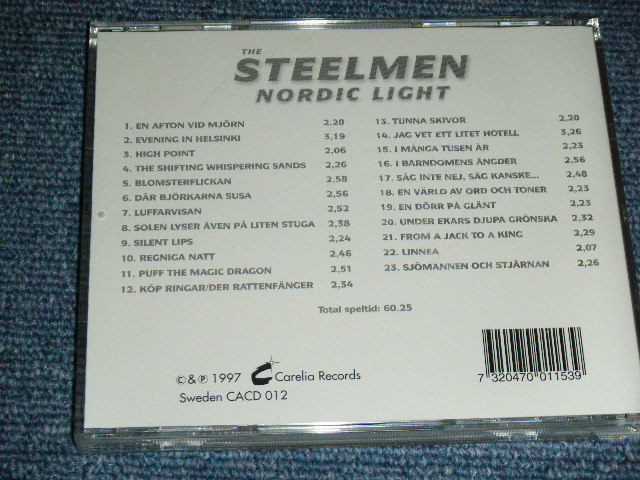 THE
STEELMEN
NORDIC LIGHT
1. EN AFTON VID MJÖRN 2.20
2. EVENING IN HELSINKI 3,19
3. HIGH POINT 2,06
4. THE SHIFTING WHISPERING SANDS 2,26
5. BLOMSTERFLICKAN 2,58
6. DÄR BJÖRKARNA SUSA 2,56
7. LUFFARVISAN 2,52
8. SOLEN LYSER ÄVEN PÅ LITEN STUGA 2,38
9. SILENT LIPS 2,24
10. REGNIGA NATT 2,46
11. PUFF THE MAGIC DRAGON 2,51
12. KÖP RINGAR/DER RATTENFÄNGER 2,34
13. TUNNA SKIVOR 2,20
14. JAG VET ETT LITET HOTELL 3,26
15. I MÅNGA TUSEN ÅR 2,23
16. I BARNDOMENS ÄNGDER 2,56
17. SÄG INTE NEJ, SÄG KANSKE... 2,48
18. EN VÄRLD AV ORD OCH TONER 2,23
19. EN DÖRR PÅ GLÄNT 2,23
20. UNDER EKARS DJUPA GRÖNSKA 2,32
21. FROM A JACK TO A KING 2,29
22. LINNEA 2,07
23. SJÖMANNEN OCH STJÄRNAN 2,26
Total speltid: 60.25
©&℗ 1997 Carelia Records
Sweden CACD 012
7 320470 011539